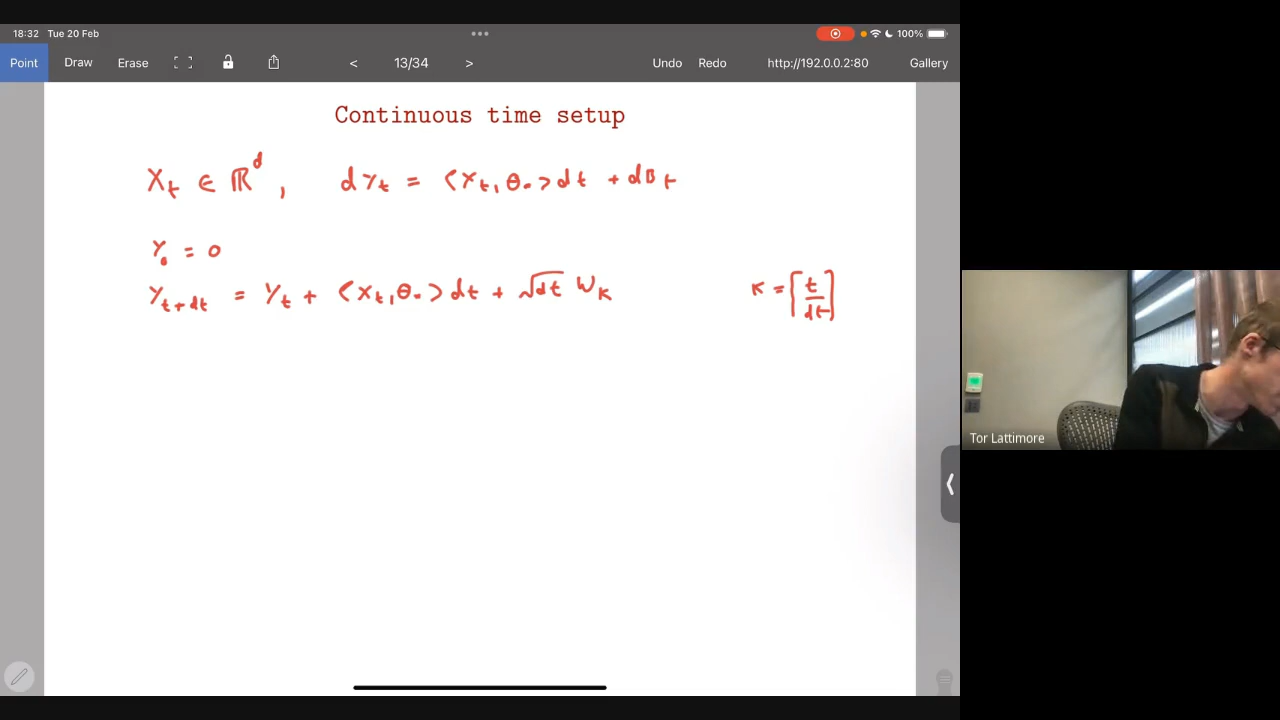 18:32 Tue 20 Feb 100%
Point Draw Erase < 13/34 > Undo Redo http://192.0.0.2:80 Gallery
Continuous time setup
X_t ∈ ℝ^d, dY_t = ⟨X_t, θ_*⟩dt + dB_t
Y_0 = 0
Y_{t+dt} = Y_t + ⟨X_t, θ_*⟩dt + √dt W_K K = ⌈t/dt⌉
Tor Lattimore